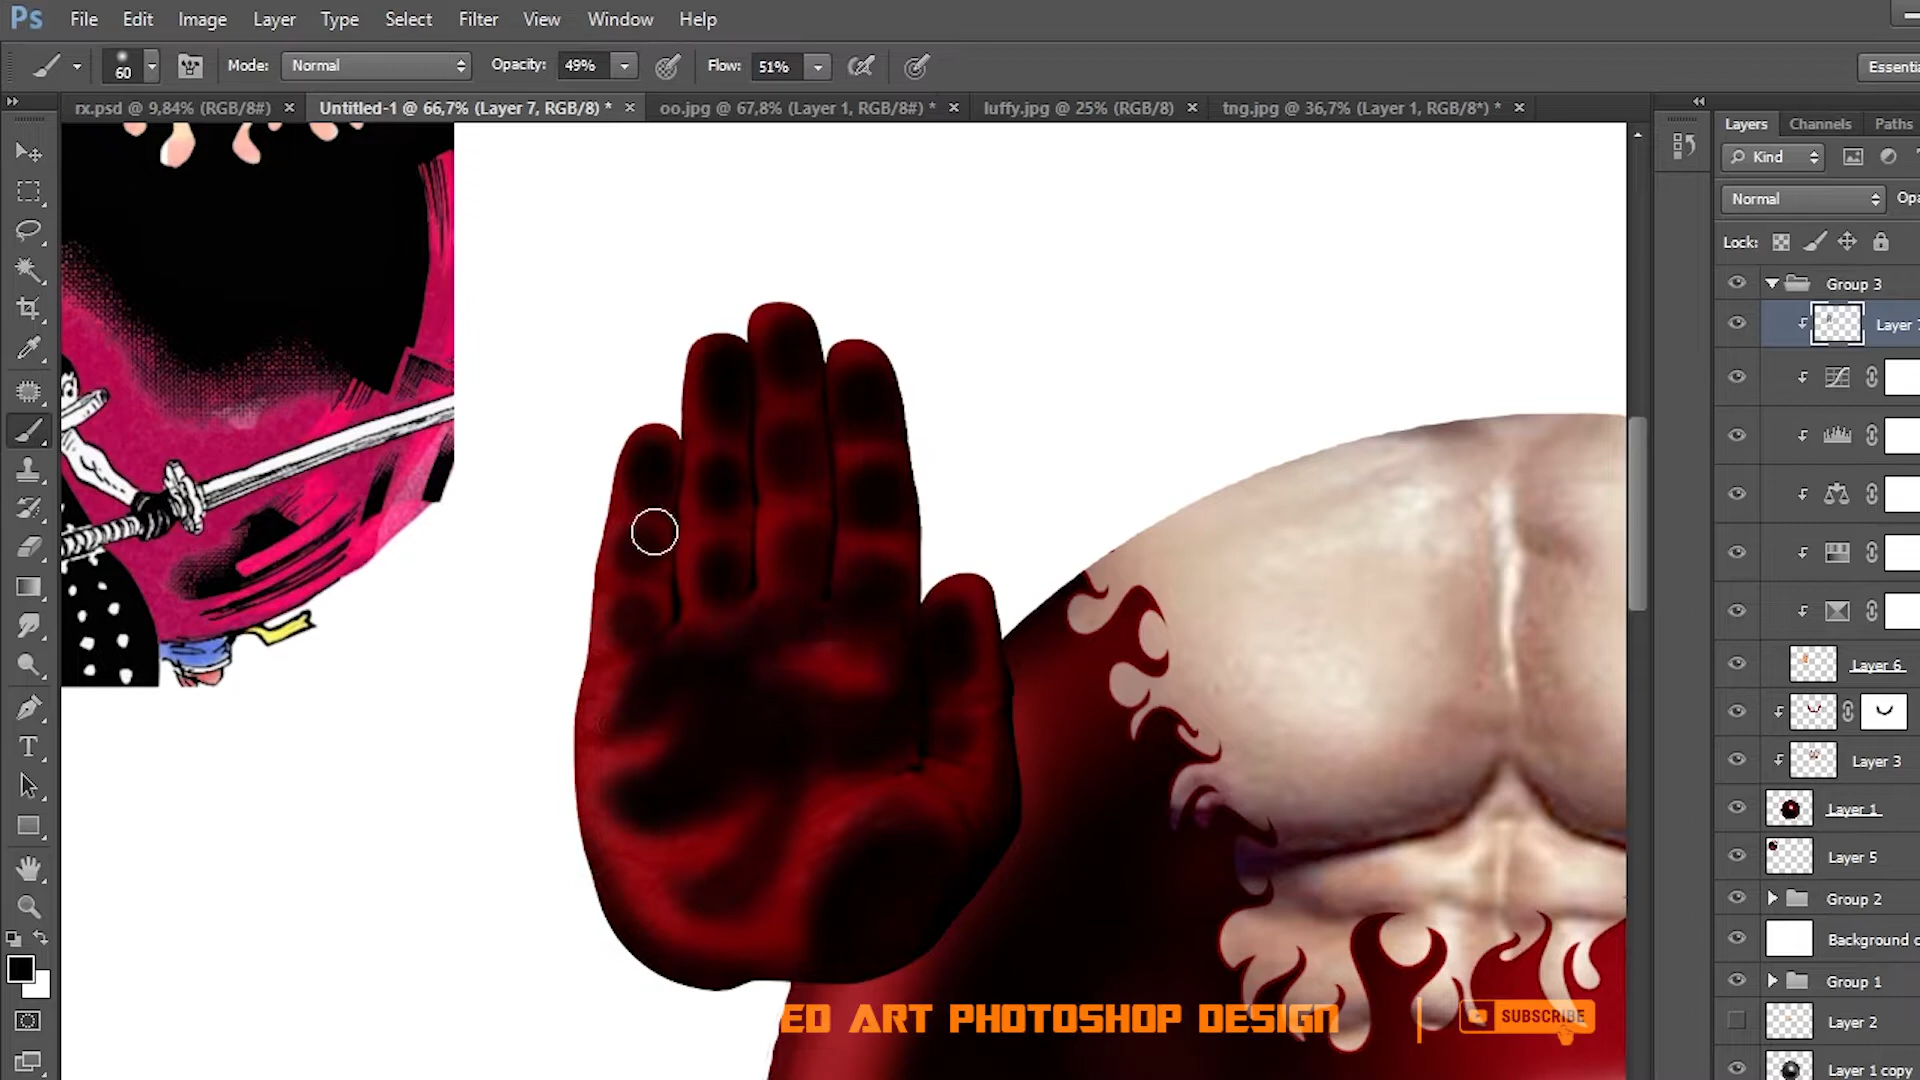 Ps File Edit Image Layer Type Select Filter View Window Help
60 Mode: Normal Opacity: 49% Flow: 51%
rx.psd @ 9,84% (RGB/8#) × Untitled-1 @ 66,7% (Layer 7, RGB/8) * × oo.jpg @ 67,8% (Layer 1, RGB/8#) * × luffy.jpg @ 25% (RGB/8) × tng.jpg @ 36,7% (Layer 1, RGB/8*) * ×
Layers Channels Paths
Kind
Normal
Lock:
Group 3
Layer
Layer 6
Layer 3
Layer 1
Layer 5
Group 2
Background
Group 1
Layer 2
Layer 1 copy
ED ART PHOTOSHOP DESIGN
SUBSCRIBE